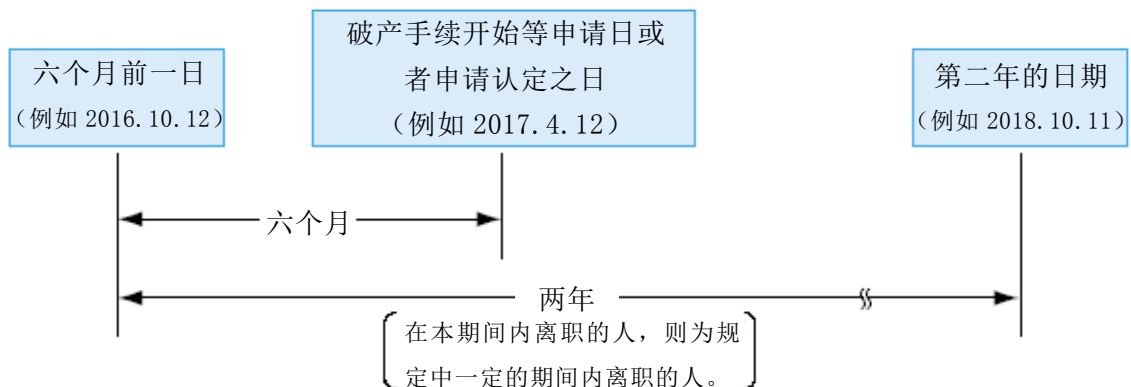 破产手续开始等申请日或
者申请认定之日
（例如 2017.4.12）
六个月前一日
（例如 2016.10.12）
第二年的日期
（例如 2018.10.11）
六个月
两年
在本期间内离职的人，则为规
定中一定的期间内离职的人。